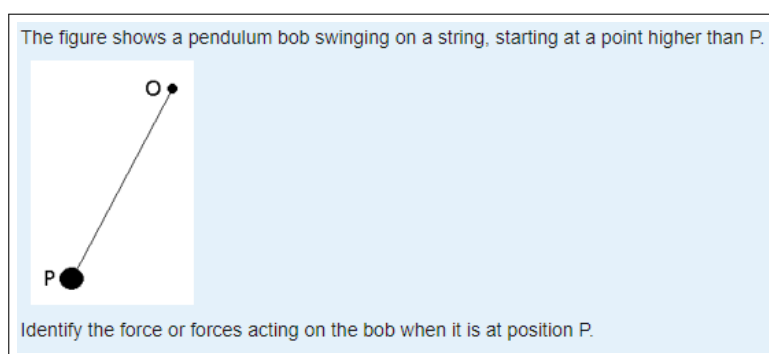 The figure shows a pendulum bob swinging on a string, starting at a point higher than P.
O
P
Identify the force or forces acting on the bob when it is at position P.